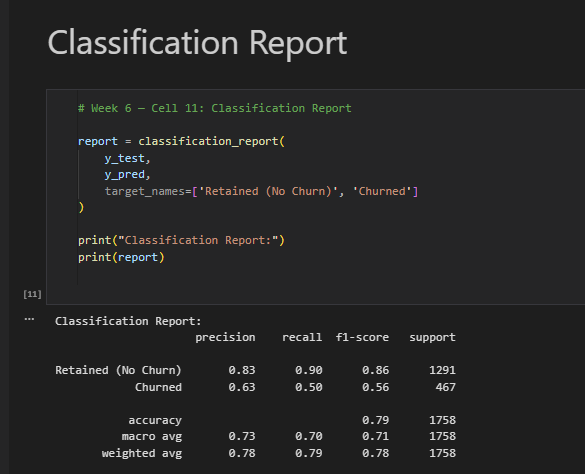 Classification Report
# Week 6 — Cell 11: Classification Report
report = classification_report(
    y_test,
    y_pred,
    target_names=['Retained (No Churn)', 'Churned']
)
print("Classification Report:")
print(report)
[11]
...
Classification Report:
                     precision    recall  f1-score   support
Retained (No Churn)       0.83      0.90      0.86      1291
            Churned       0.63      0.50      0.56       467
           accuracy                           0.79      1758
          macro avg       0.73      0.70      0.71      1758
       weighted avg       0.78      0.79      0.78      1758